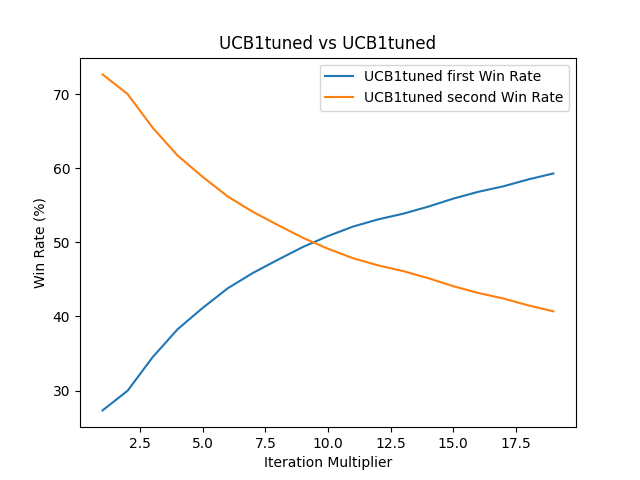 UCB1tuned vs UCB1tuned
UCB1tuned first Win Rate
UCB1tuned second Win Rate
Win Rate (%)
70
60
50
40
30
2.5 5.0 7.5 10.0 12.5 15.0 17.5
Iteration Multiplier